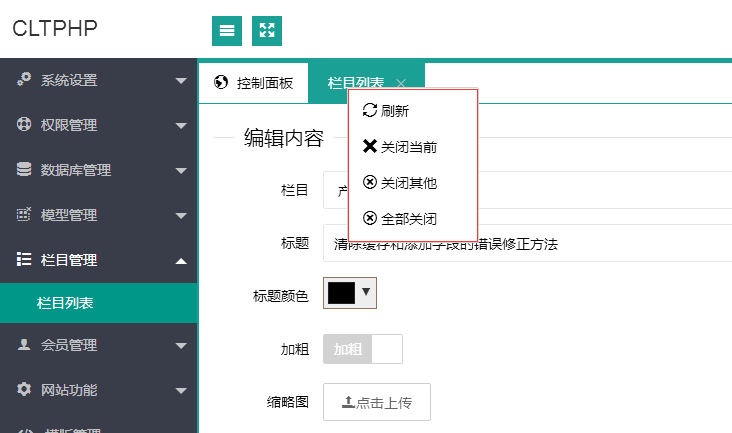 CLTPHP
系统设置
权限管理
数据库管理
模型管理
栏目管理
栏目列表
会员管理
网站功能
控制面板
栏目列表
刷新
关闭当前
关闭其他
全部关闭
编辑内容
栏目
标题
清除缓存和添加字段的错误修正方法
标题颜色
加粗
加粗
缩略图
点击上传